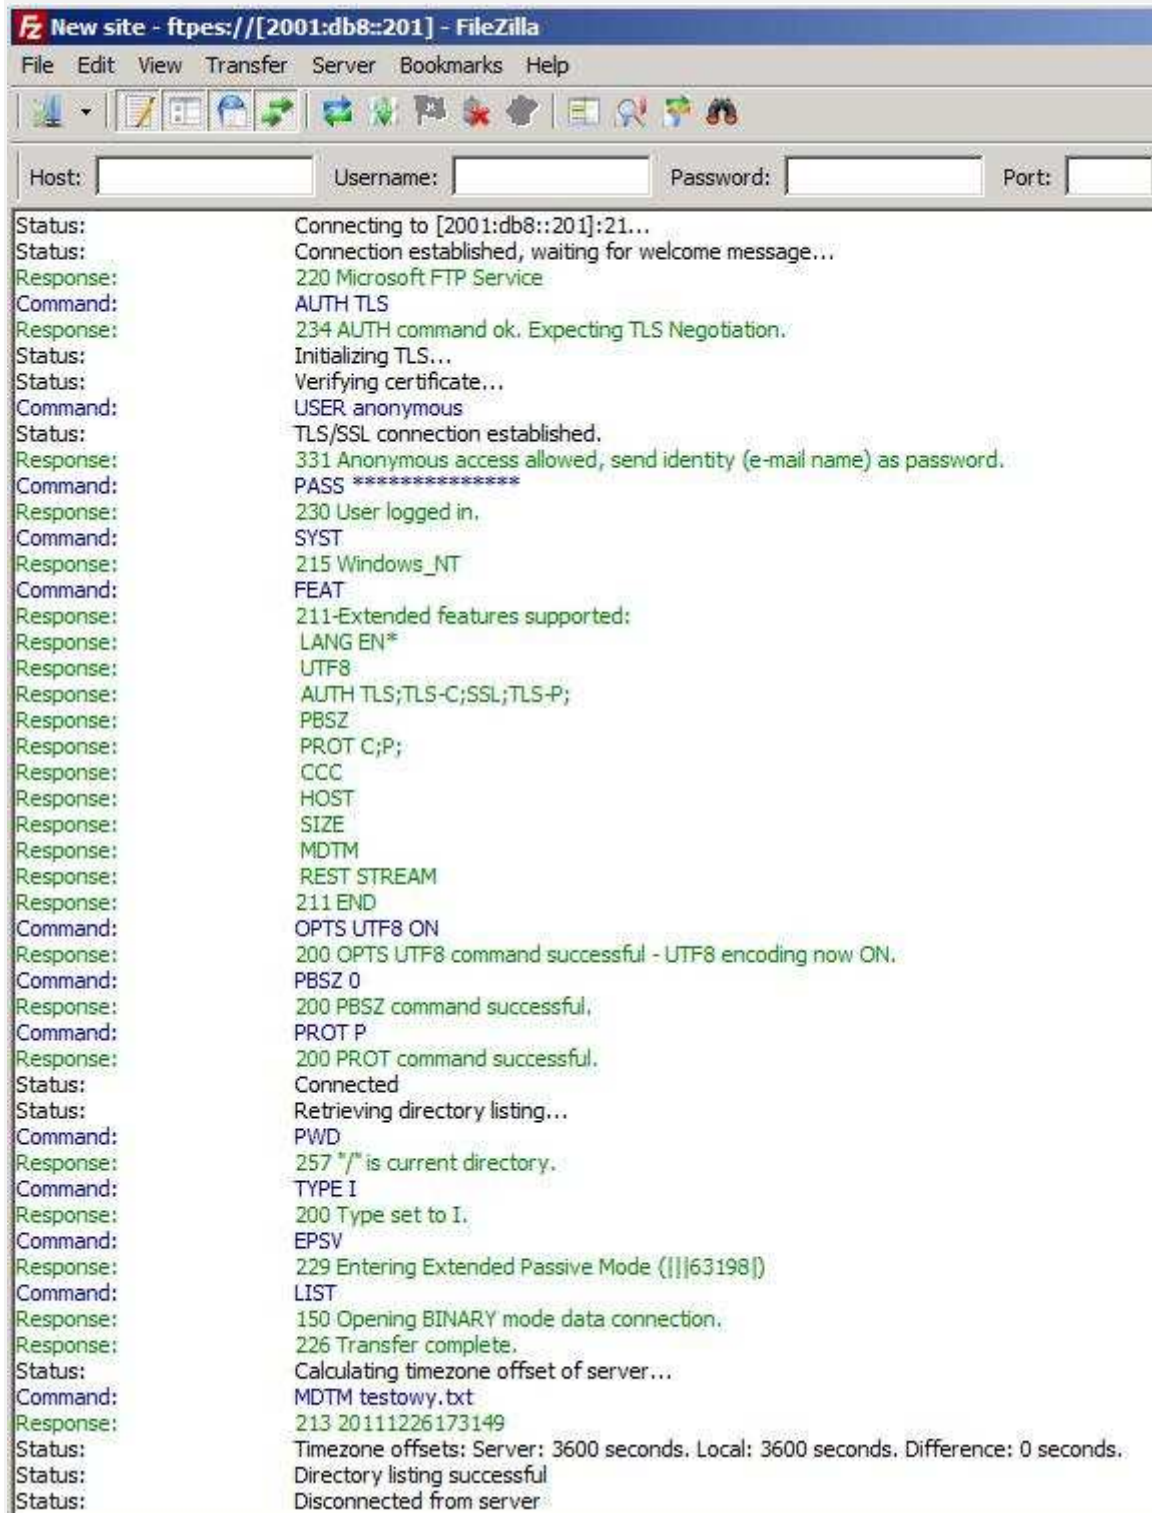 New site - ftpes://[2001:db8::201] - FileZilla
File Edit View Transfer Server Bookmarks Help
Host: Username: Password: Port:
Status: Connecting to [2001:db8::201]:21...
Status: Connection established, waiting for welcome message...
Response: 220 Microsoft FTP Service
Command: AUTH TLS
Response: 234 AUTH command ok. Expecting TLS Negotiation.
Status: Initializing TLS...
Status: Verifying certificate...
Command: USER anonymous
Status: TLS/SSL connection established.
Response: 331 Anonymous access allowed, send identity (e-mail name) as password.
Command: PASS **************
Response: 230 User logged in.
Command: SYST
Response: 215 Windows_NT
Command: FEAT
Response: 211-Extended features supported:
Response: LANG EN*
Response: UTF8
Response: AUTH TLS;TLS-C;SSL;TLS-P;
Response: PBSZ
Response: PROT C;P;
Response: CCC
Response: HOST
Response: SIZE
Response: MDTM
Response: REST STREAM
Response: 211 END
Command: OPTS UTF8 ON
Response: 200 OPTS UTF8 command successful - UTF8 encoding now ON.
Command: PBSZ 0
Response: 200 PBSZ command successful.
Command: PROT P
Response: 200 PROT command successful.
Status: Connected
Status: Retrieving directory listing...
Command: PWD
Response: 257 "/" is current directory.
Command: TYPE I
Response: 200 Type set to I.
Command: EPSV
Response: 229 Entering Extended Passive Mode (|||63198|)
Command: LIST
Response: 150 Opening BINARY mode data connection.
Response: 226 Transfer complete.
Status: Calculating timezone offset of server...
Command: MDTM testowy.txt
Response: 213 20111226173149
Status: Timezone offsets: Server: 3600 seconds. Local: 3600 seconds. Difference: 0 seconds.
Status: Directory listing successful
Status: Disconnected from server